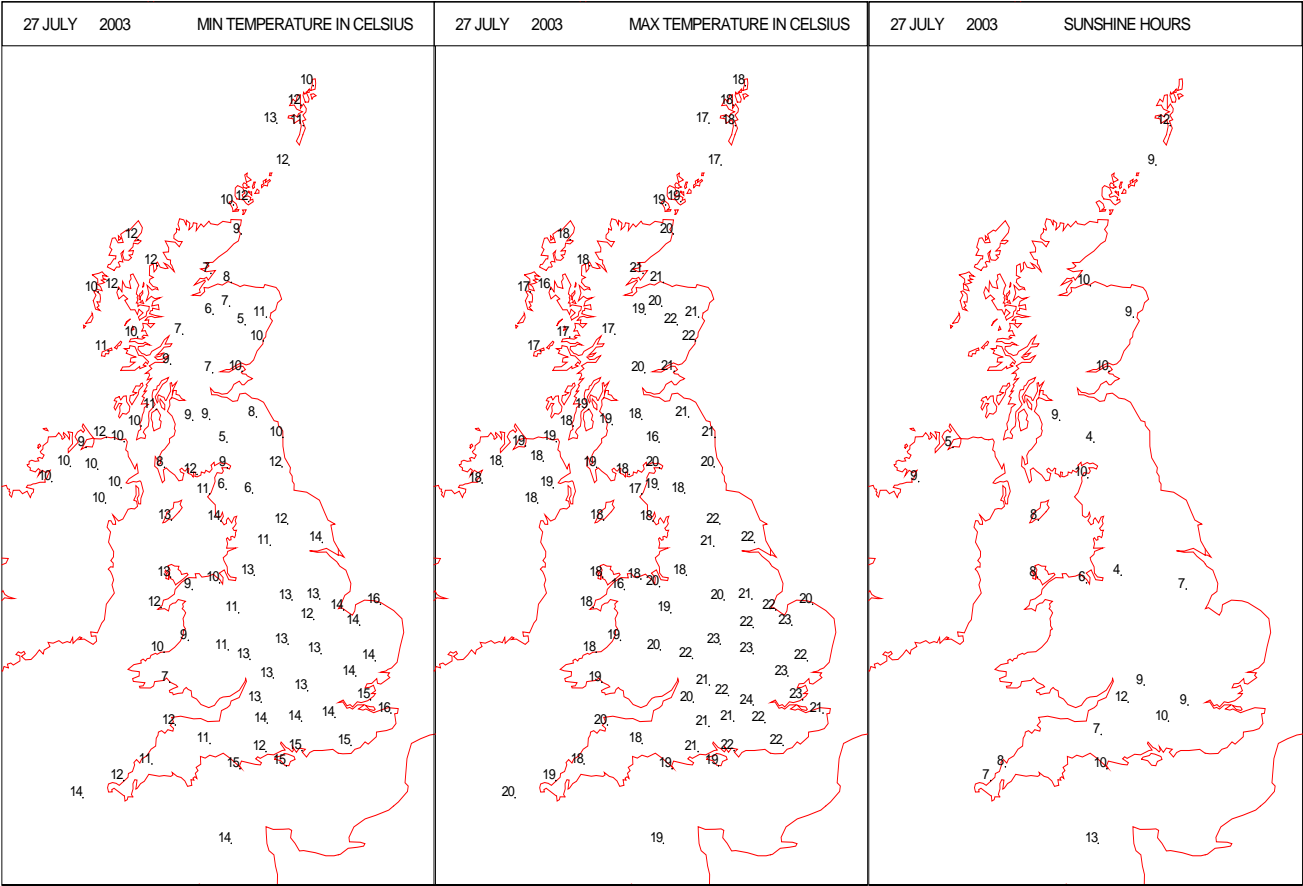 27 JULY 2003 MIN TEMPERATURE IN CELSIUS
10
12
13 11
12
10 12
9
12
12
7
8
10 12
7
6 11
5
7
10 10
11
9
7 10
11
9 9 8
10
12 10 5 10
9
10 10 8 9 12
12
10 10 11 6 6
10
13 14 12
14
11
13 13
10
9
12 13 13 14 16
11 12
14
9 13
10 11 13
13 14
7 13 14
13
13 15
16
12 14 14 14
11 12 15 15
11 15 15
12
14
14
27 JULY 2003 MAX TEMPERATURE IN CELSIUS
18
18
17 18
17
19 19
20
18
18
21
21
17 16
20
19 21
22
17 17 22
17
20 21
19
18 19 18 21
21
19 19 16
18 18 19 20 21
18
18 19 17 19 18
18
18 18 22
22
21
18 18 18
20
16
18 20 21 22 20
19 22 23
19 23
18 20 22 23 22
19 21 23
20 22 23
24 21
20 21 21 22
18 21 22 22
18 19 19
19
20
19
27 JULY 2003 SUNSHINE HOURS
12
9
10
9
10
9
5 4
9 10
8
8 4
6 7
9
12 9
10
7
8 10
7
13